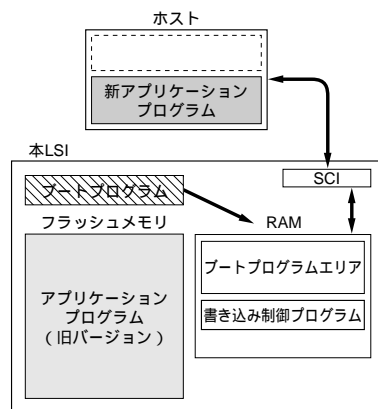 ホスト
新アプリケーション
プログラム
本LSI
SCI
ブートプログラム
フラッシュメモリ
RAM
ブートプログラムエリア
アプリケーション
プログラム
（旧バージョン）
書き込み制御プログラム